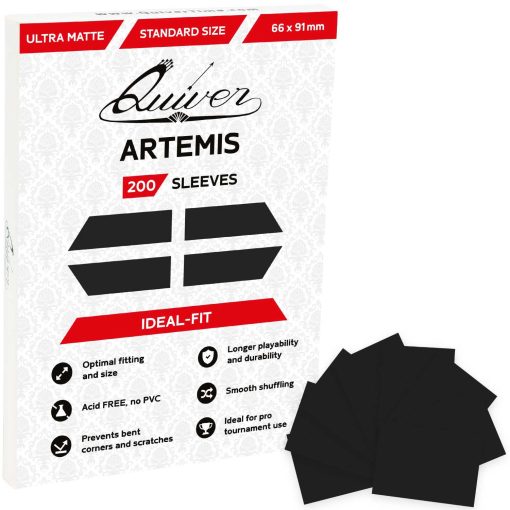 ULTRA MATTE
STANDARD SIZE
66 x 91mm
Quiver
ARTEMIS
200 SLEEVES
IDEAL-FIT
Optimal fitting
and size
Acid FREE, no PVC
Prevents bent
corners and scratches
Longer playability
and durability
Smooth shuffling
Ideal for pro
tournament use